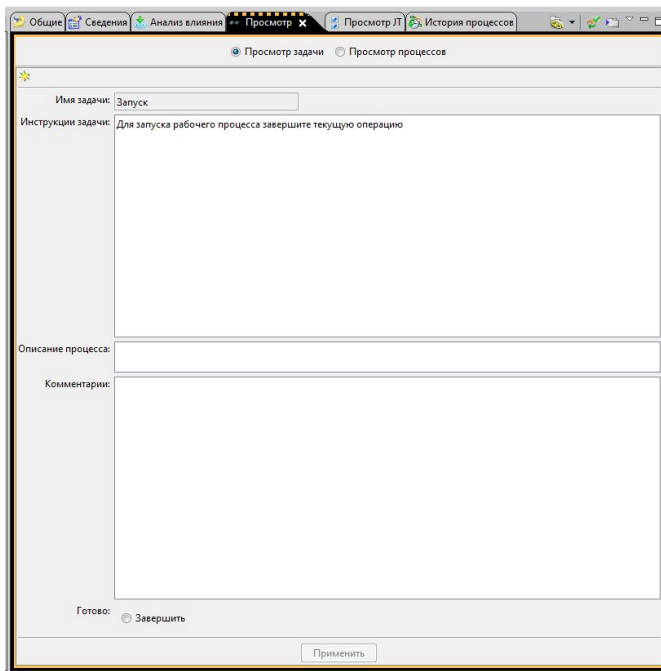 Общие Сведения Анализ влияния Просмотр Просмотр JT История процессов
Просмотр задачи Просмотр процессов
Имя задачи: Запуск
Инструкции задачи: Для запуска рабочего процесса завершите текущую операцию
Описание процесса:
Комментарии:
Готово: Завершить
Применить